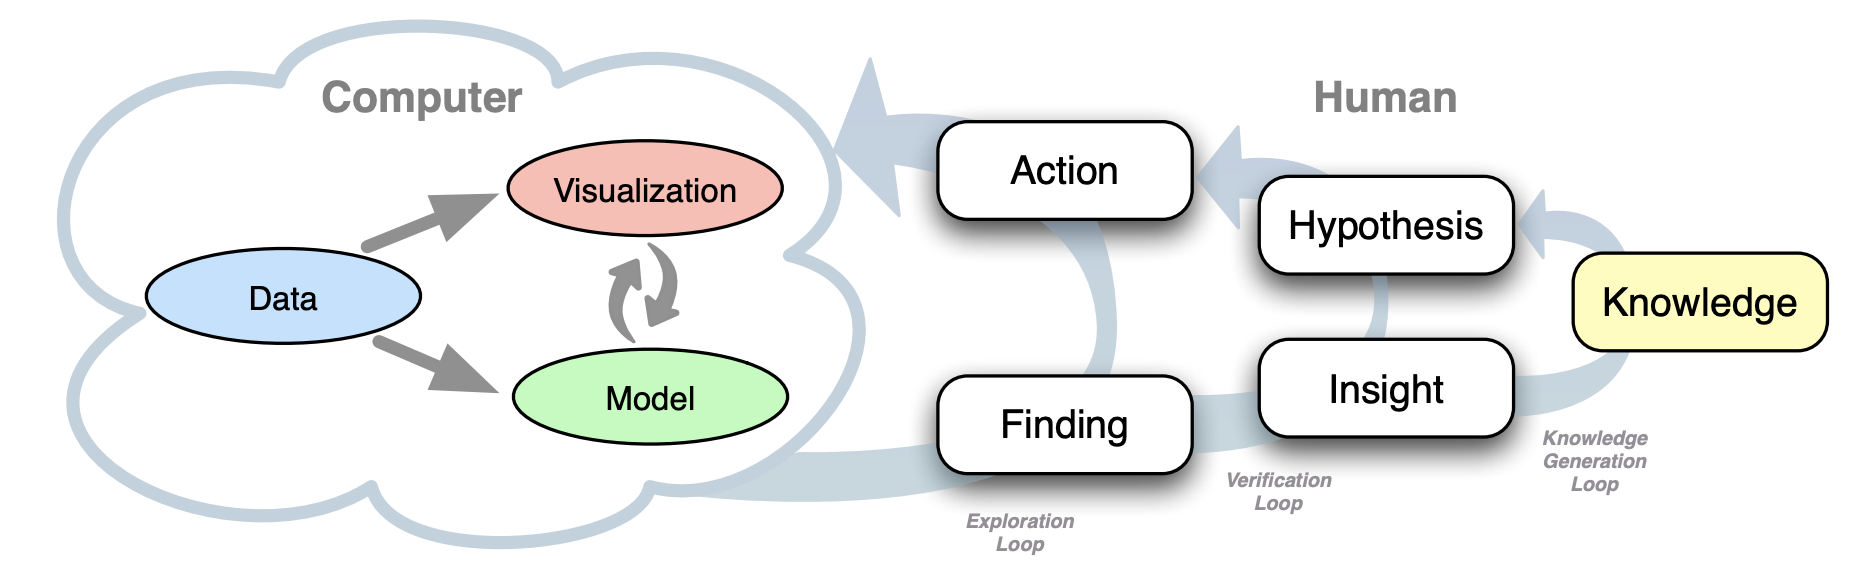 Computer
Human
Visualization
Data
Model
Action
Hypothesis
Knowledge
Finding
Insight
Exploration
Loop
Verification
Loop
Knowledge
Generation
Loop